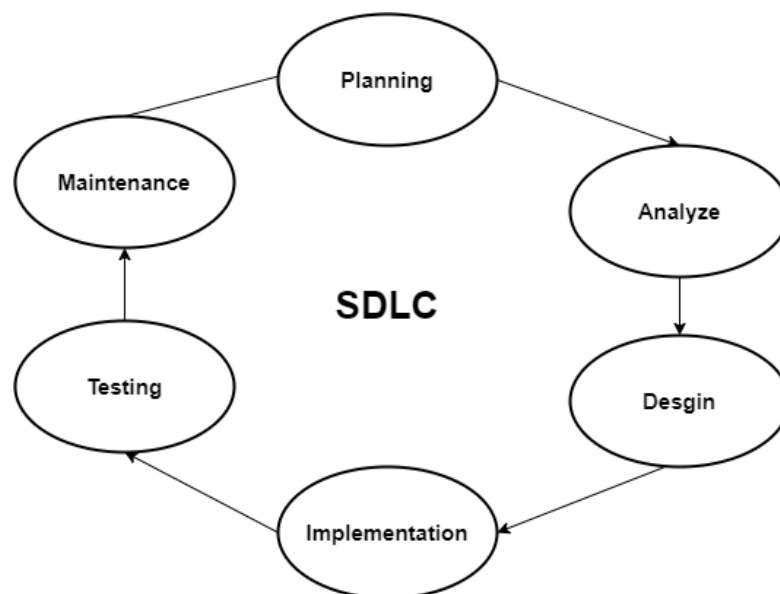 Planning
Analyze
Desgin
Implementation
Testing
Maintenance
SDLC